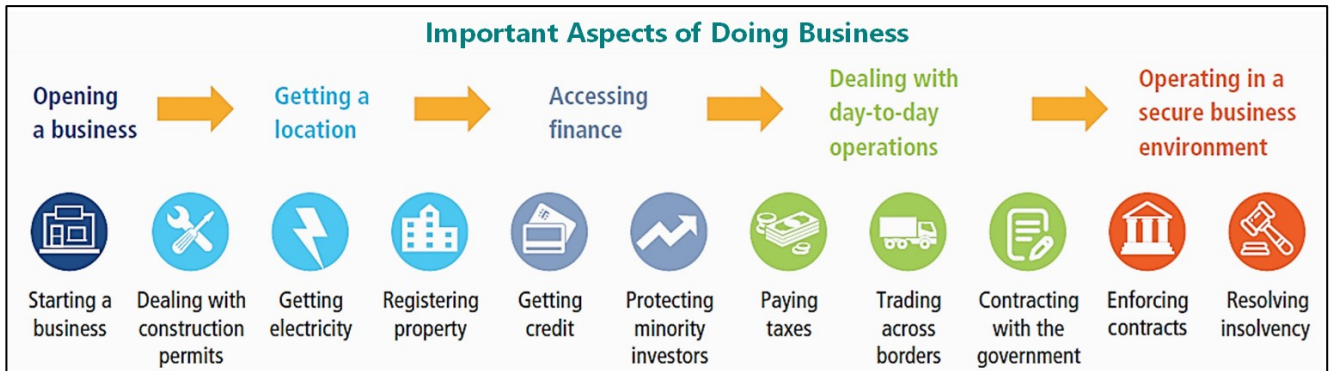 Important Aspects of Doing Business
Opening
a business
Getting a
location
Accessing
finance
Dealing with
day-to-day
operations
Operating in a
secure business
environment
Starting a
business
Dealing with
construction
permits
Getting
electricity
Registering
property
Getting
credit
Protecting
minority
investors
Paying
taxes
Trading
across
borders
Contracting
with the
government
Enforcing
contracts
Resolving
insolvency